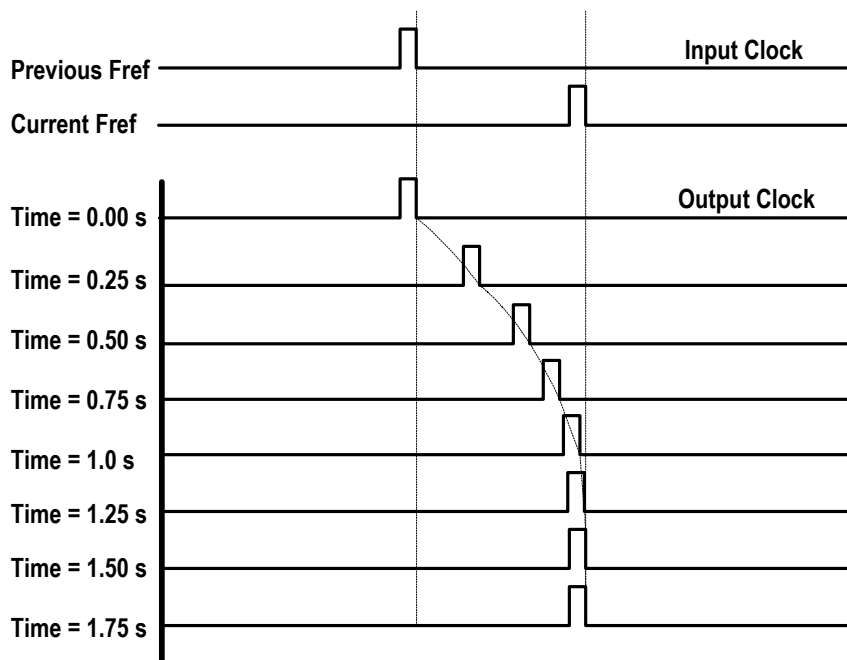 Input Clock
Previous Fref
Current Fref
Output Clock
Time = 0.00 s
Time = 0.25 s
Time = 0.50 s
Time = 0.75 s
Time = 1.0 s
Time = 1.25 s
Time = 1.50 s
Time = 1.75 s